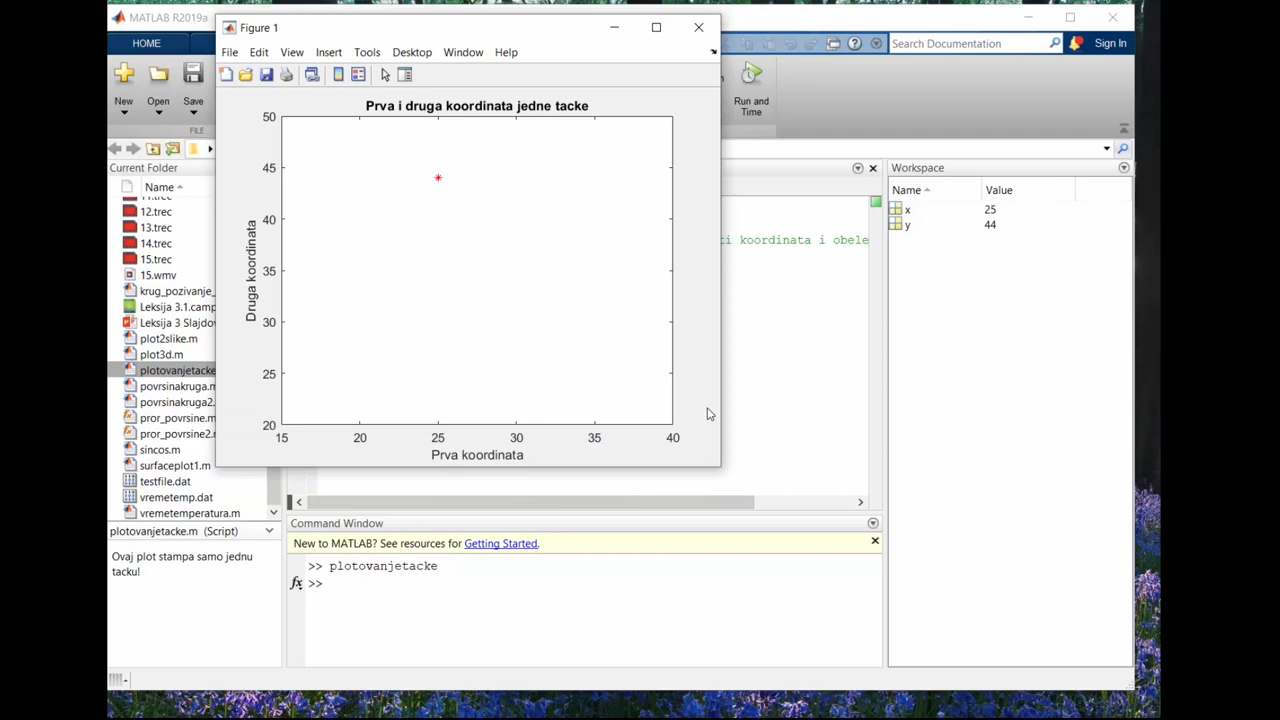 MATLAB R2019a
Figure 1
HOME
File Edit View Insert Tools Desktop Window Help
Search Documentation
Sign In
New Open Save
Run and Time
FILE
Prva i druga koordinata jedne tacke
50
45
40
35
30
25
20
15 20 25 30 35 40
Druga koordinata
Prva koordinata
Current Folder
Name
11.trec
12.trec
13.trec
14.trec
15.trec
15.wmv
krug_pozivanje_
Leksija 3.1.camp
Leksija 3 Slajdov
plot2slike.m
plot3d.m
plotovanjetacke
povrsinakruga.m
povrsinakruga2.
pror_povrsine.m
pror_povrsine2.
sincos.m
surfaceplot1.m
testfile.dat
vremetemp.dat
vremetemperatura.m
plotovanjetacke.m (Script)
Ovaj plot stampa samo jednu
tacku!
ti koordinata i obele
Command Window
New to MATLAB? See resources for Getting Started.
>> plotovanjetacke
fx >>
Workspace
Name Value
x 25
y 44